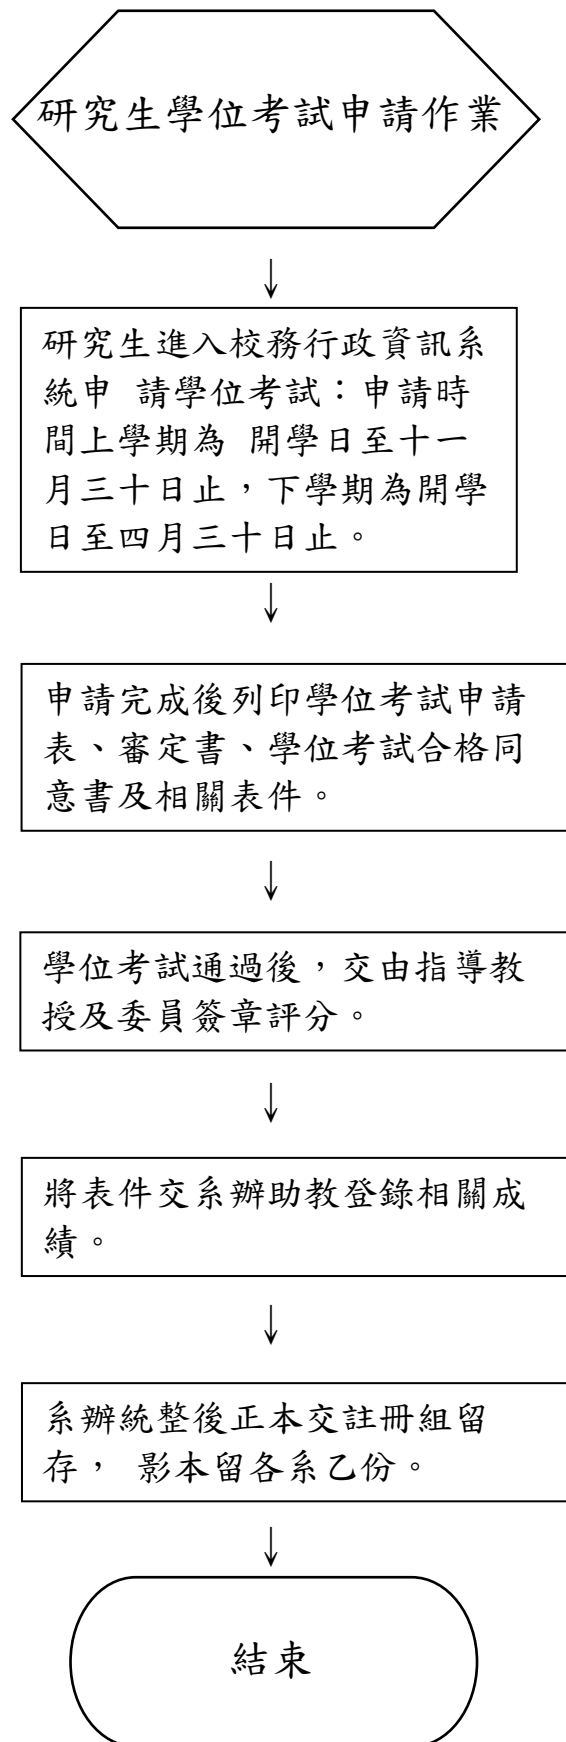 研究生學位考試申請作業
研究生進入校務行政資訊系
統申 請學位考試：申請時
間上學期為 開學日至十一
月三十日止，下學期為開學
日至四月三十日止。
申請完成後列印學位考試申請
表、審定書、學位考試合格同
意書及相關表件。
學位考試通過後，交由指導教
授及委員簽章評分。
將表件交系辦助教登錄相關成
績。
系辦統整後正本交註冊組留
存， 影本留各系乙份。
結束